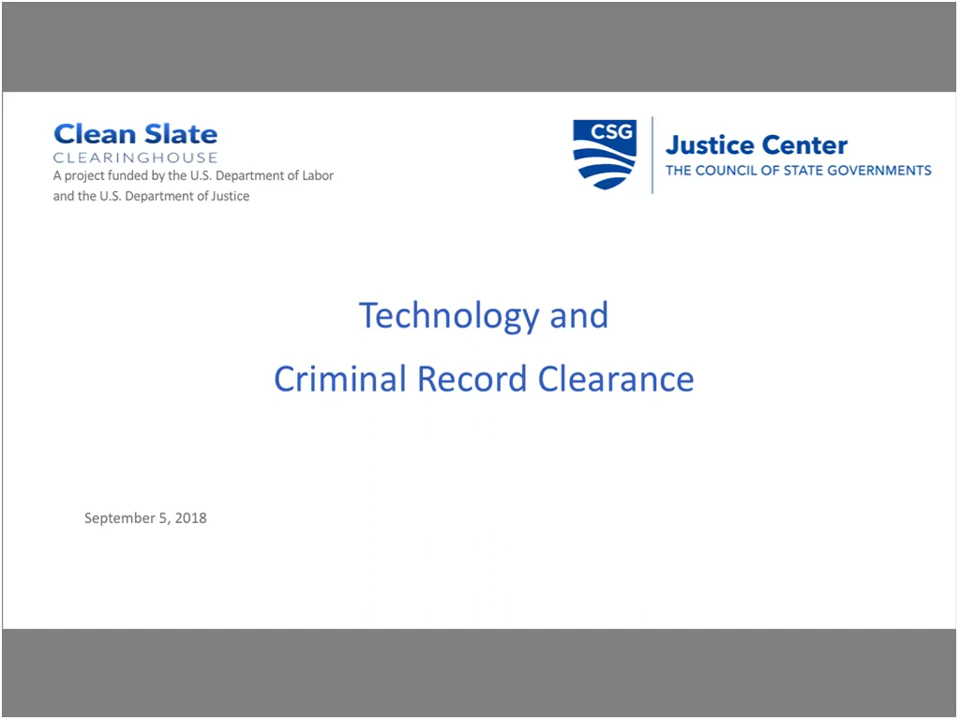 Clean Slate
CLEARINGHOUSE
A project funded by the U.S. Department of Labor
and the U.S. Department of Justice
CSG
Justice Center
THE COUNCIL OF STATE GOVERNMENTS
Technology and
Criminal Record Clearance
September 5, 2018